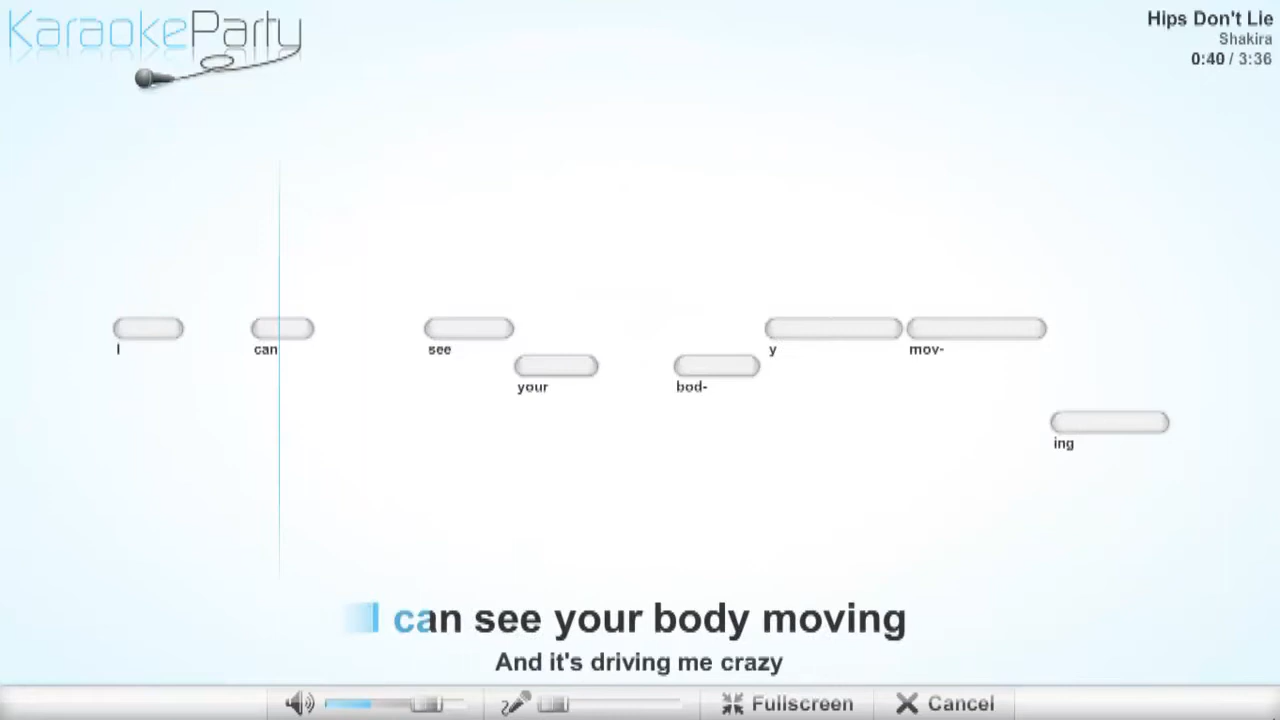 KaraokeParty
Hips Don't Lie
Shakira
0:40 / 3:36
I can see y mov-
your bod-
ing
I can see your body moving
And it's driving me crazy
Fullscreen Cancel